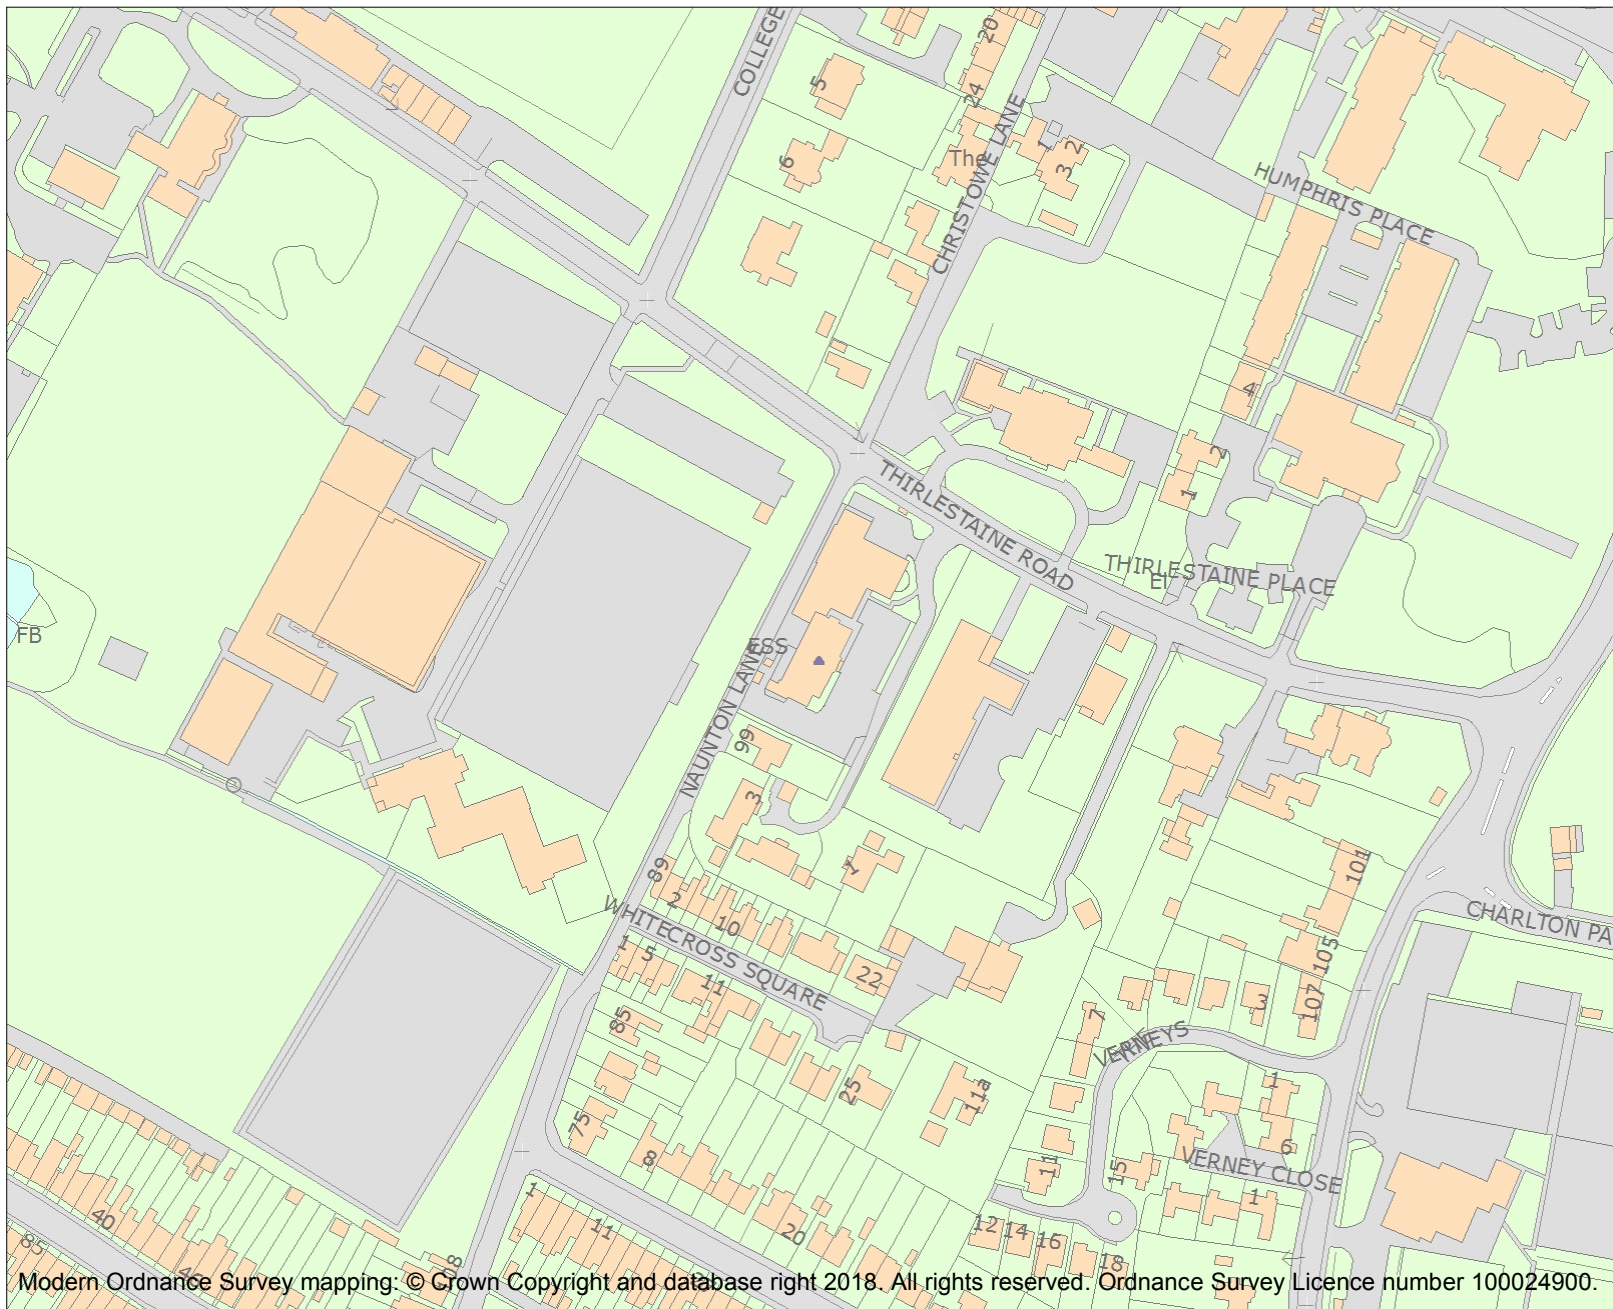 COLLEGE
20
5
24
CHRISTOWE LANE
The
1
2
3
6
HUMPHRIS PLACE
4
2
1
THIRLESTAINE ROAD
THIRLESTAINE PLACE
El
FB
ESS
NAUNTON LANE
99
3
1
89
2
10
WHITECROSS SQUARE
22
1
5
11
101
CHARLTON PA
105
107
3
7
VERNEYS
85
25
11a
75
8
1
6
VERNEY CLOSE
11
15
1
1
11
20
12
14
16
18
40
85
Modern Ordnance Survey mapping: © Crown Copyright and database right 2018. All rights reserved. Ordnance Survey Licence number 100024900.